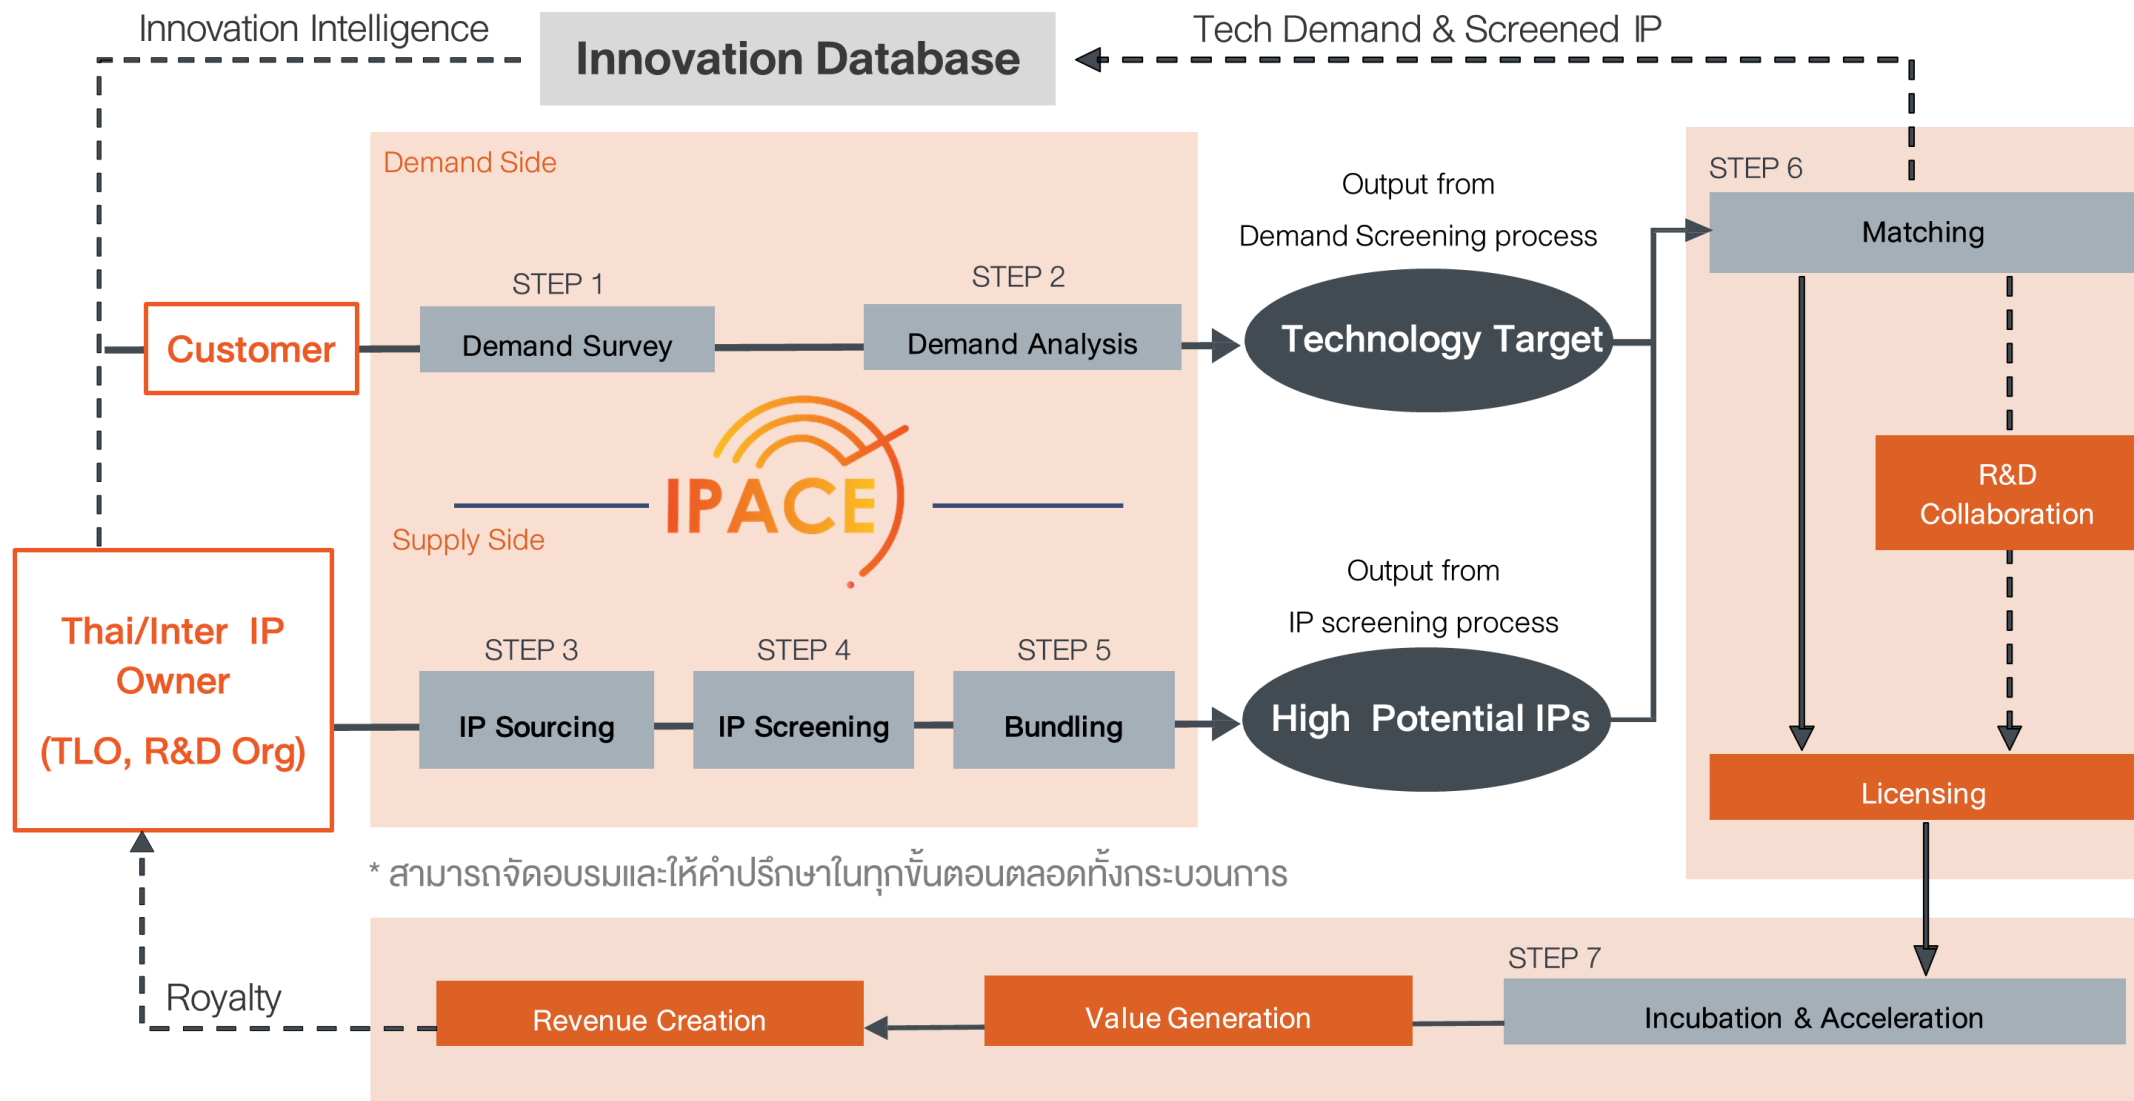 Innovation Intelligence
Innovation Database
Tech Demand & Screened IP
Demand Side
STEP 1
Demand Survey
STEP 2
Demand Analysis
Customer
Output from
Demand Screening process
Technology Target
STEP 6
Matching
R&D
Collaboration
Licensing
IPACE
Supply Side
Thai/Inter IP
Owner
(TLO, R&D Org)
STEP 3
IP Sourcing
STEP 4
IP Screening
STEP 5
Bundling
Output from
IP screening process
High Potential IPs
* สามารถจัดอบรมและให้คำปรึกษาในทุกขั้นตอนตลอดทั้งกระบวนการ
STEP 7
Incubation & Acceleration
Value Generation
Revenue Creation
Royalty